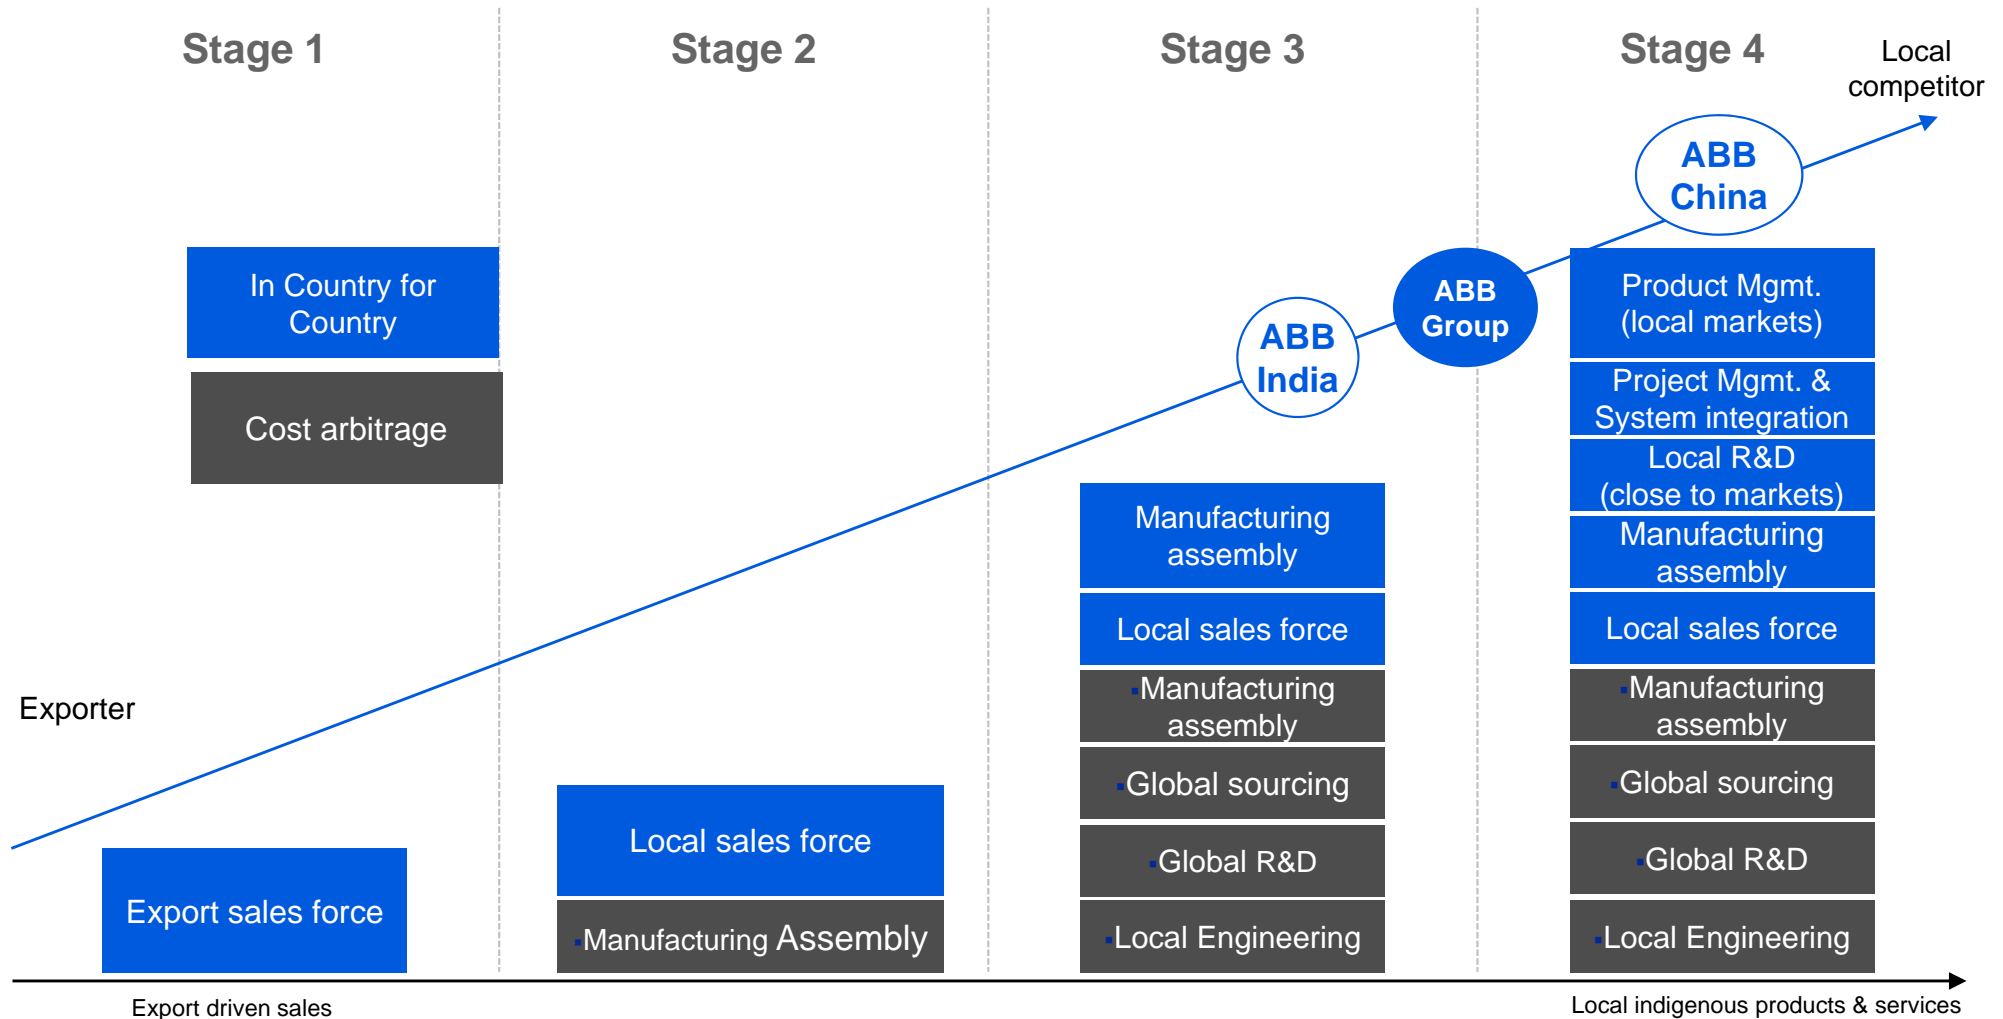 Stage 1
Stage 2
Stage 3
Stage 4
Local
competitor
ABB
China
In Country for
Country
Cost arbitrage
ABB
Group
ABB
India
Exporter
Export sales force
Local sales force
▪Manufacturing Assembly
Manufacturing
assembly
Local sales force
▪Manufacturing
assembly
▪Global sourcing
▪Global R&D
▪Local Engineering
Product Mgmt.
(local markets)
Project Mgmt. &
System integration
Local R&D
(close to markets)
Manufacturing
assembly
Local sales force
▪Manufacturing
assembly
▪Global sourcing
▪Global R&D
▪Local Engineering
Export driven sales
Local indigenous products & services